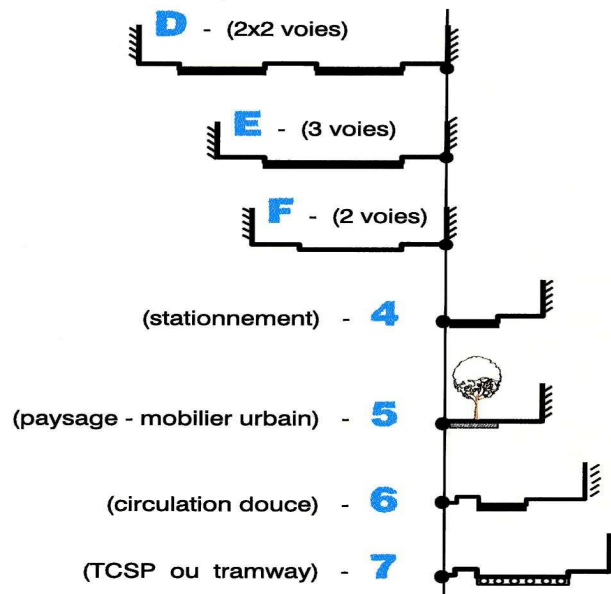 D - (2x2 voies)
E - (3 voies)
F - (2 voies)
(stationnement) - 4
(paysage - mobilier urbain) - 5
(circulation douce) - 6
(TCSP ou tramway) - 7